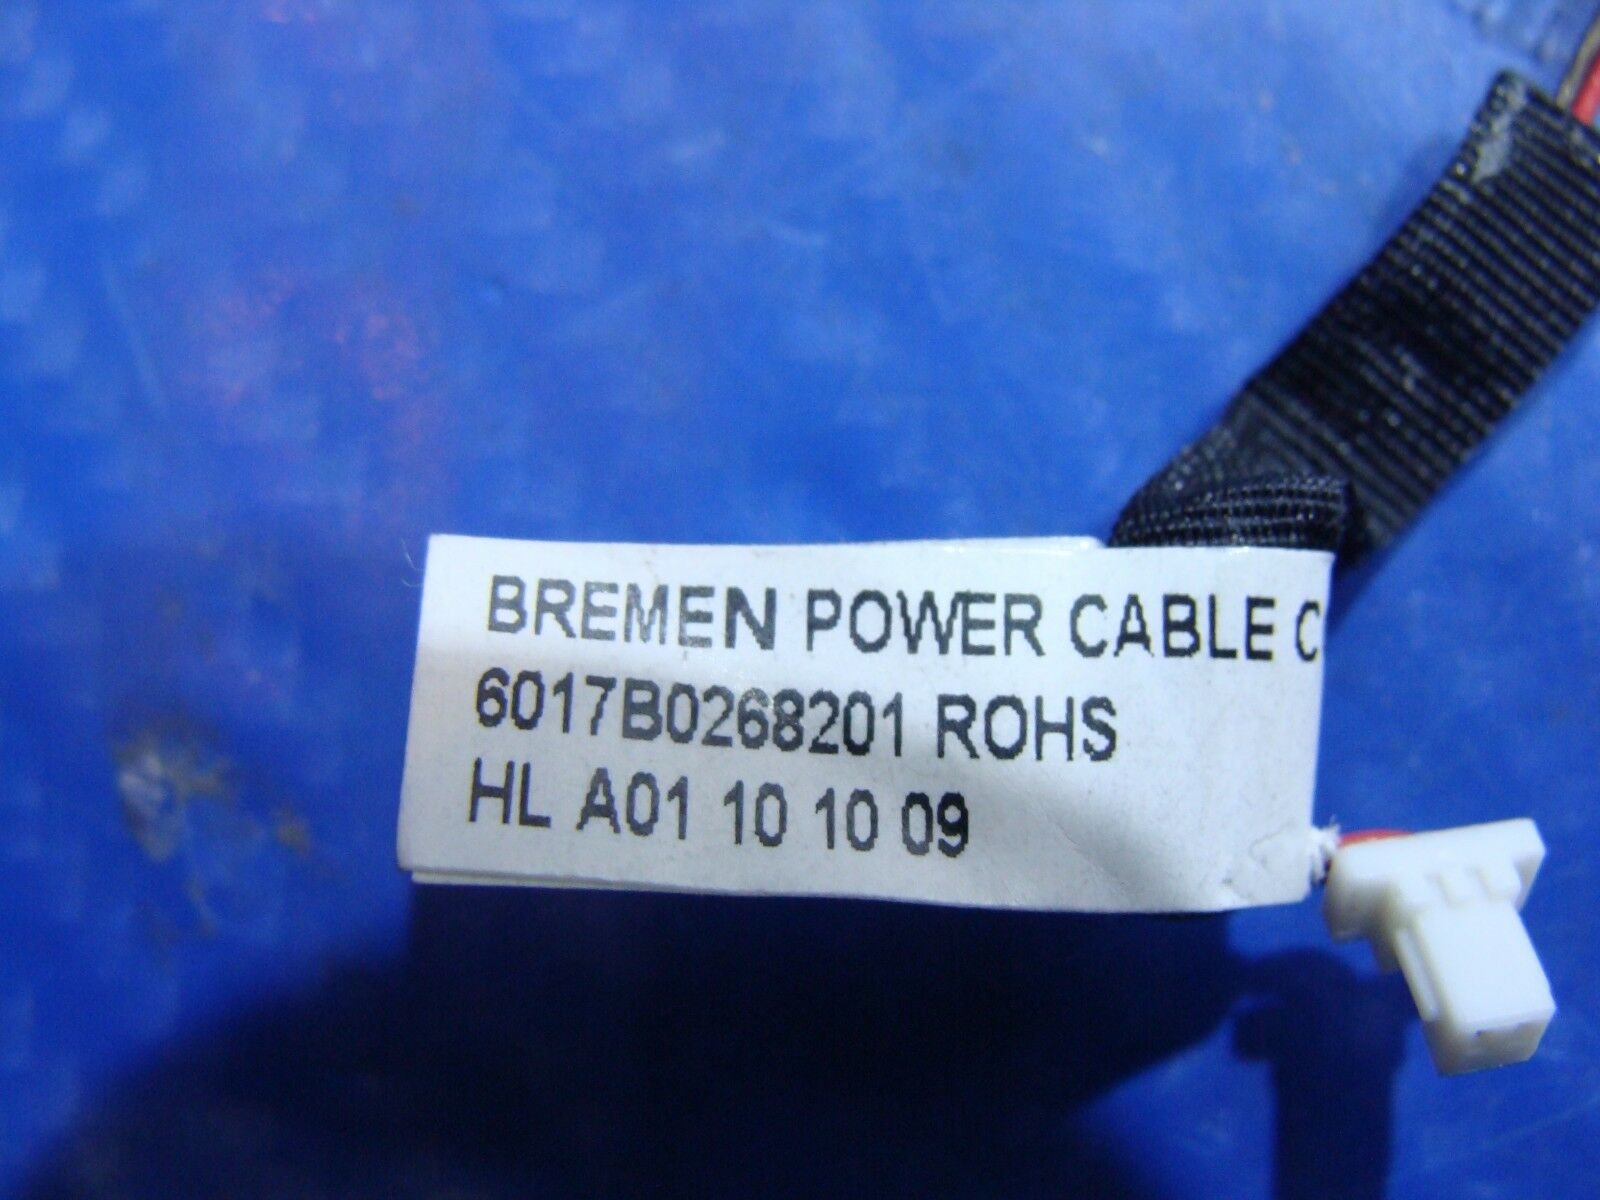 BREMEN POWER CABLE C
6017B0268201 ROHS
HL A01 10 10 09